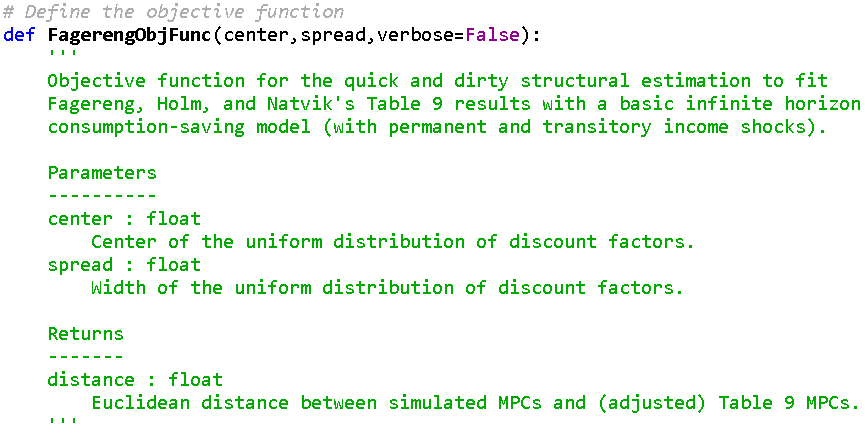 # Define the objective function
def FagerengObjFunc(center,spread,verbose=False):
    '''
    Objective function for the quick and dirty structural estimation to fit
    Fagereng, Holm, and Natvik's Table 9 results with a basic infinite horizon
    consumption-saving model (with permanent and transitory income shocks).

    Parameters
    ----------
    center : float
        Center of the uniform distribution of discount factors.
    spread : float
        Width of the uniform distribution of discount factors.

    Returns
    -------
    distance : float
        Euclidean distance between simulated MPCs and (adjusted) Table 9 MPCs.
    '''